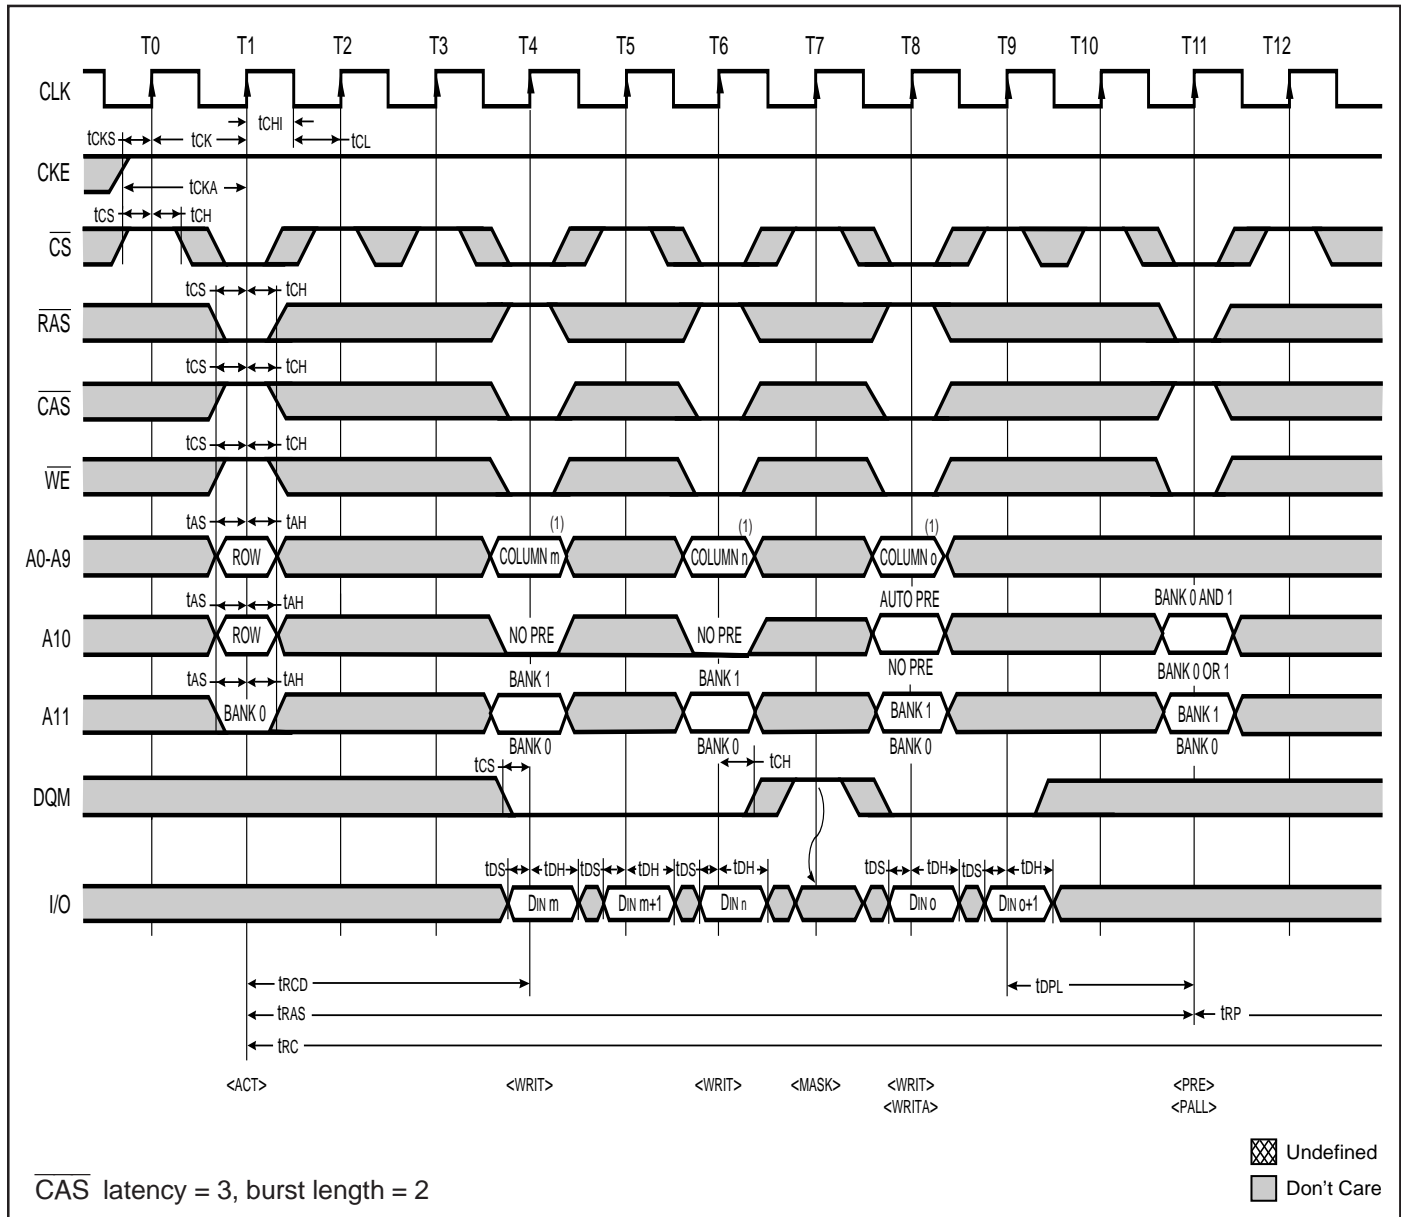 T0 T1 T2 T3 T4 T5 T6 T7 T8 T9 T10 T11 T12
CLK
tCHI
tCKS tCK tCL
CKE
tCKA
tCS tCH
CS
tCS tCH
RAS
tCS tCH
CAS
tCS tCH
WE
tAS tAH (1) (1) (1)
A0-A9 ROW COLUMN m COLUMN n COLUMN o
tAS tAH AUTO PRE BANK 0 AND 1
A10 ROW NO PRE NO PRE
NO PRE BANK 0 OR 1
tAS tAH BANK 1 BANK 1
A11 BANK 0 BANK 1 BANK 1
BANK 0 BANK 0 BANK 0 BANK 0
tCS tCH
DQM
tDS tDH tDS tDH tDS tDH tDS tDH tDS tDH
I/O DIN m DIN m+1 DIN n DIN o DIN o+1
tRCD tDPL
tRAS tRP
tRC
<ACT> <WRIT> <WRIT> <MASK> <WRIT> <PRE>
<WRITA> <PALL>
Undefined
CAS latency = 3, burst length = 2 Don't Care